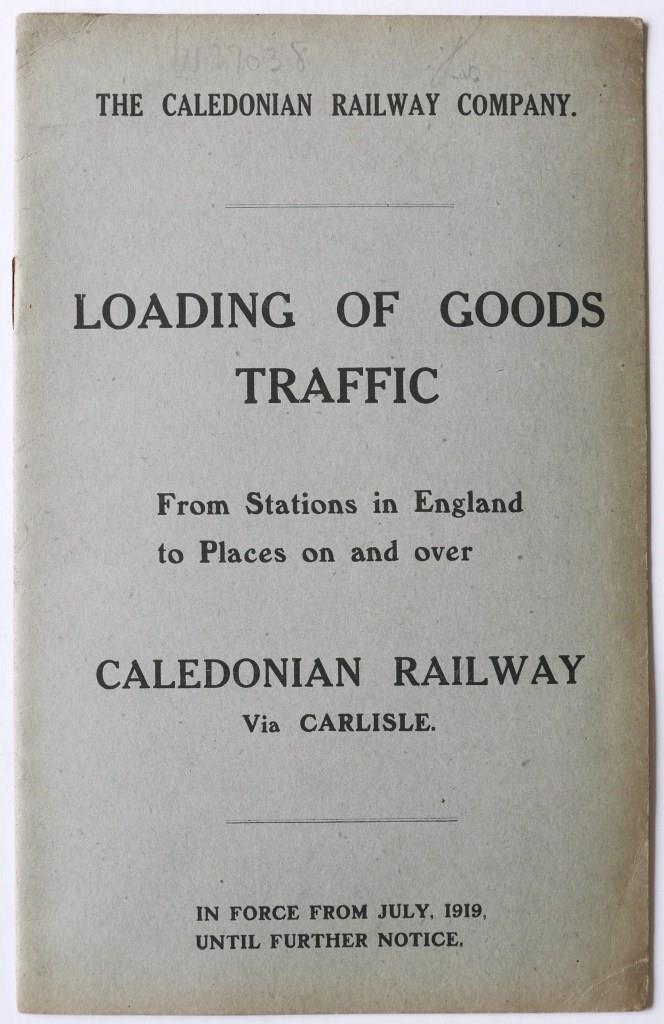 THE CALEDONIAN RAILWAY COMPANY.
LOADING OF GOODS
TRAFFIC
From Stations in England
to Places on and over
CALEDONIAN RAILWAY
Via CARLISLE.
IN FORCE FROM JULY, 1919,
UNTIL FURTHER NOTICE.